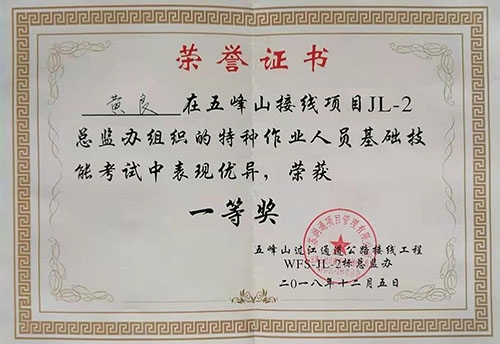 荣誉证书
黄良 在五峰山接线项目JL-2
总监办组织的特种作业人员基础技
能考试中表现优异，荣获
一等奖
五峰山过江通道公路接线工程
WFS-JL-2标总监办
二〇一八年十二月五日